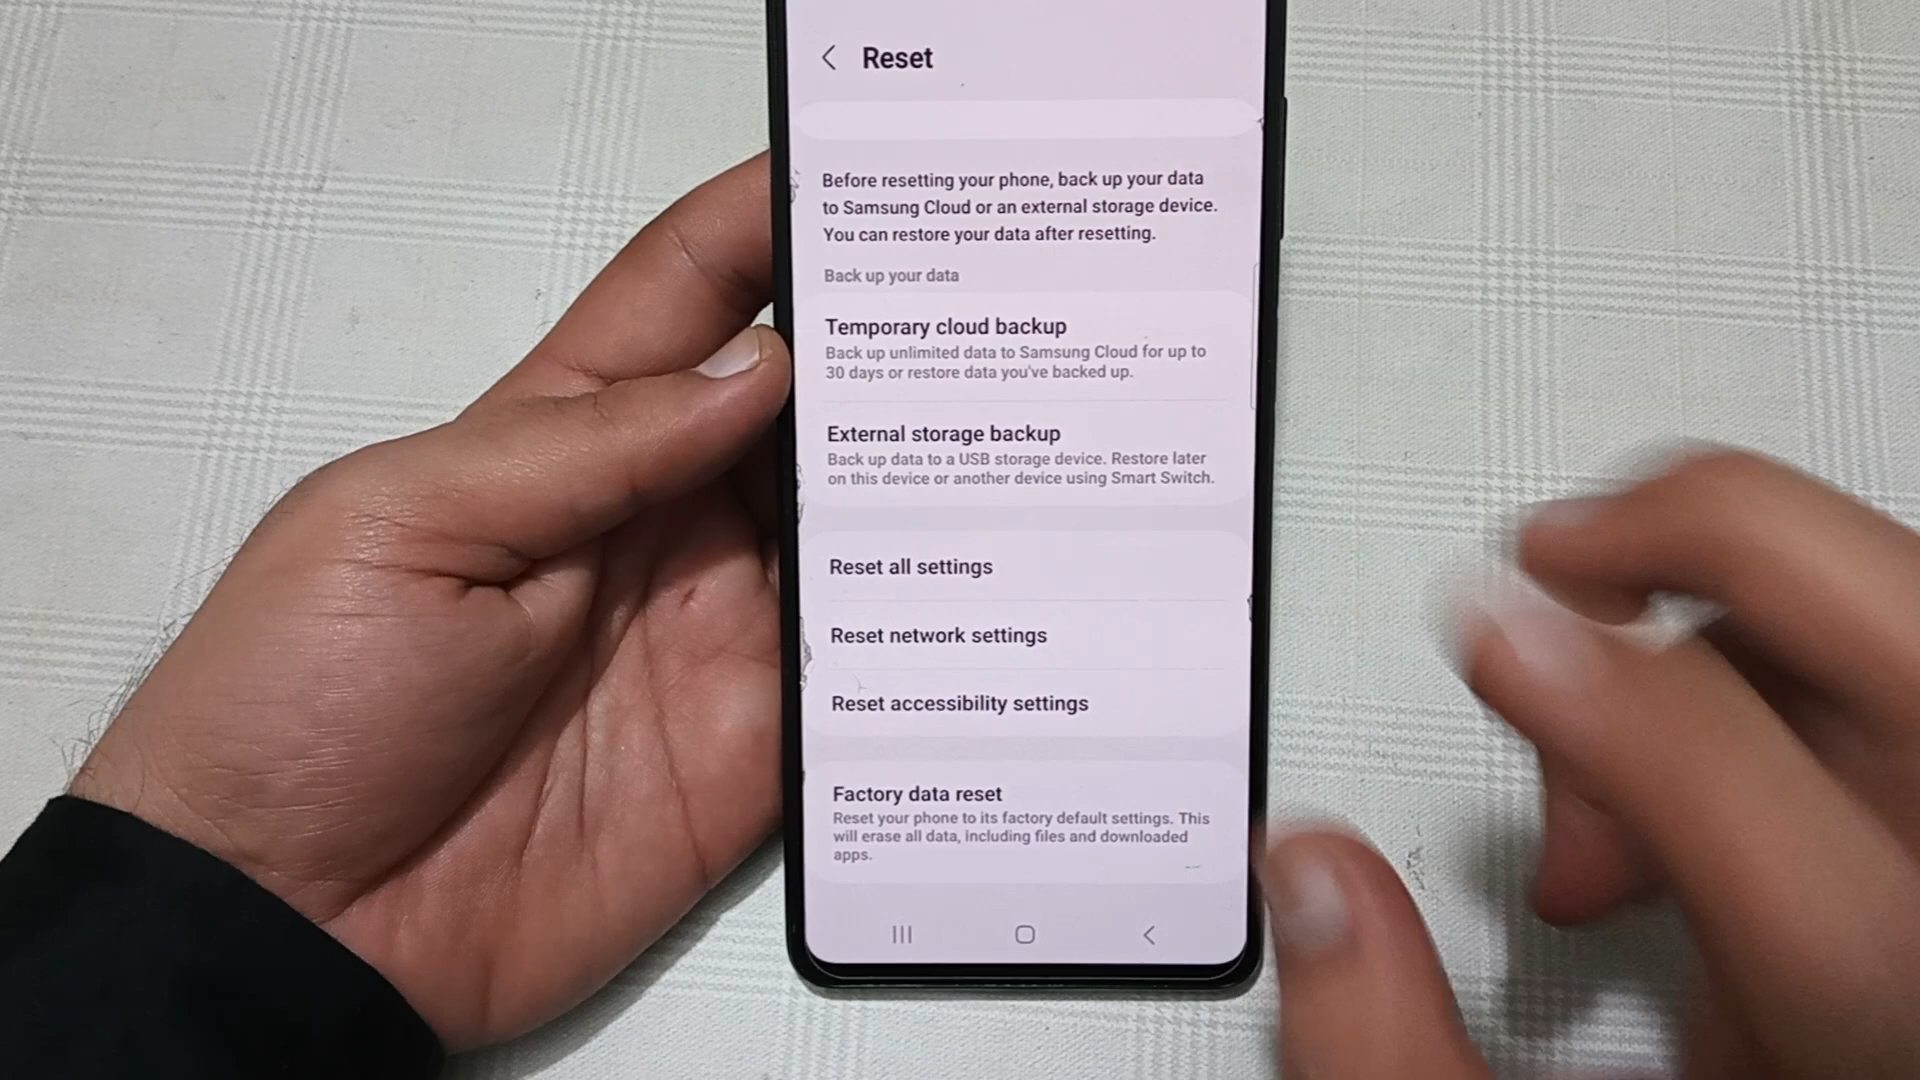 Reset
Before resetting your phone, back up your data
to Samsung Cloud or an external storage device.
You can restore your data after resetting.
Back up your data
Temporary cloud backup
Back up unlimited data to Samsung Cloud for up to
30 days or restore data you've backed up.
External storage backup
Back up data to a USB storage device. Restore later
on this device or another device using Smart Switch.
Reset all settings
Reset network settings
Reset accessibility settings
Factory data reset
Reset your phone to its factory default settings. This
will erase all data, including files and downloaded
apps.